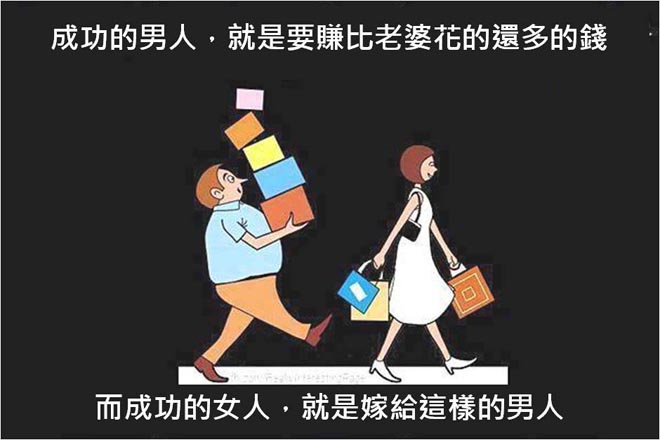 成功的男人，就是要賺比老婆花的還多的錢
而成功的女人，就是嫁給這樣的男人